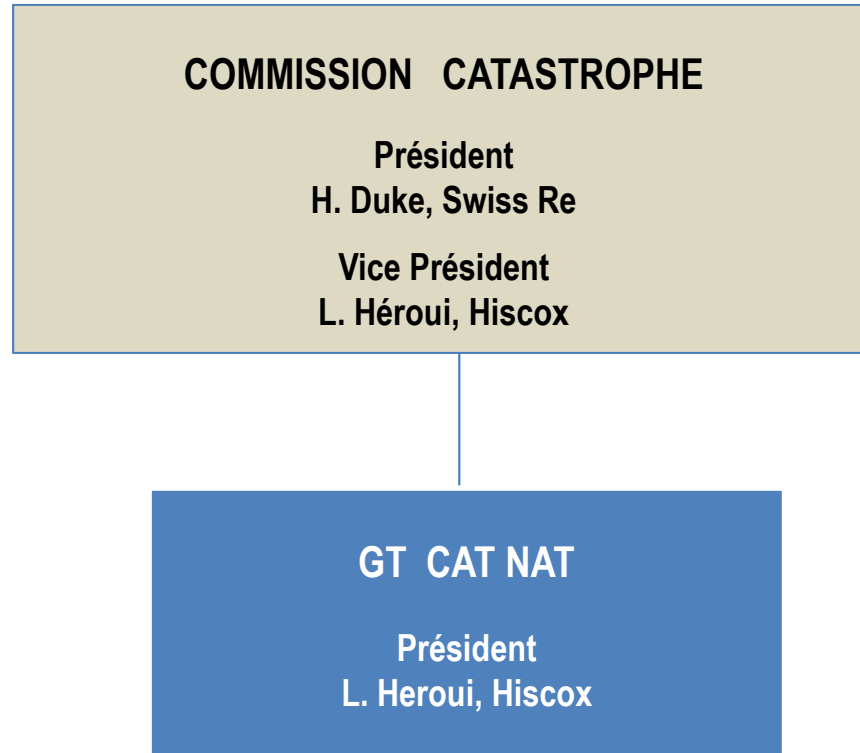 COMMISSION CATASTROPHE
Président
H. Duke, Swiss Re
Vice Président
L. Héroui, Hiscox
GT CAT NAT
Président
L. Heroui, Hiscox